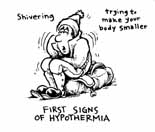 Shivering
trying to
make your
body smaller
FIRST SIGNS
OF HYPOTHERMIA